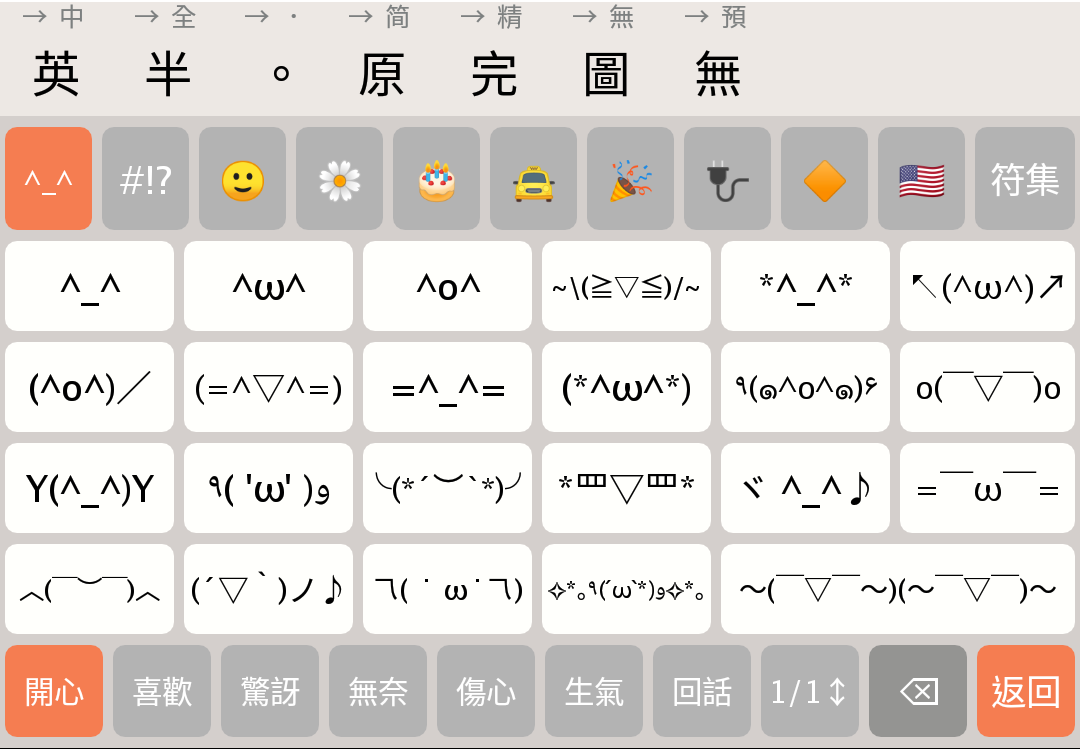 → 中 → 全 → · → 简 → 精 → 無 → 預
英 半 。 原 完 圖 無
^_^ #!? 🙂 🌼 🎂 🚖 🎉 🔌 🔶 🇺🇸 符集
^_^ ^ω^ ^o^ ~\(≧▽≦)/~ *^_^* ↖(^ω^)↗
(^o^)／ (=^▽^=) =^_^= (*^ω^*) ٩(๑^o^๑)۶ o(￣▽￣)o
Y(^_^)Y ٩( 'ω' )و ╰(*´︶`*)╯ *罒▽罒* ヾ ^_^♪ =￣ω￣=
︿(￣︶￣)︿ (´▽｀)ノ♪ ㄟ( ˙ ω˙ㄟ) ✧*。٩(ˊωˋ*)و✧*。 ～(￣▽￣～)(～￣▽￣)～
開心 喜歡 驚訝 無奈 傷心 生氣 回話 1/1↕ ⌫ 返回